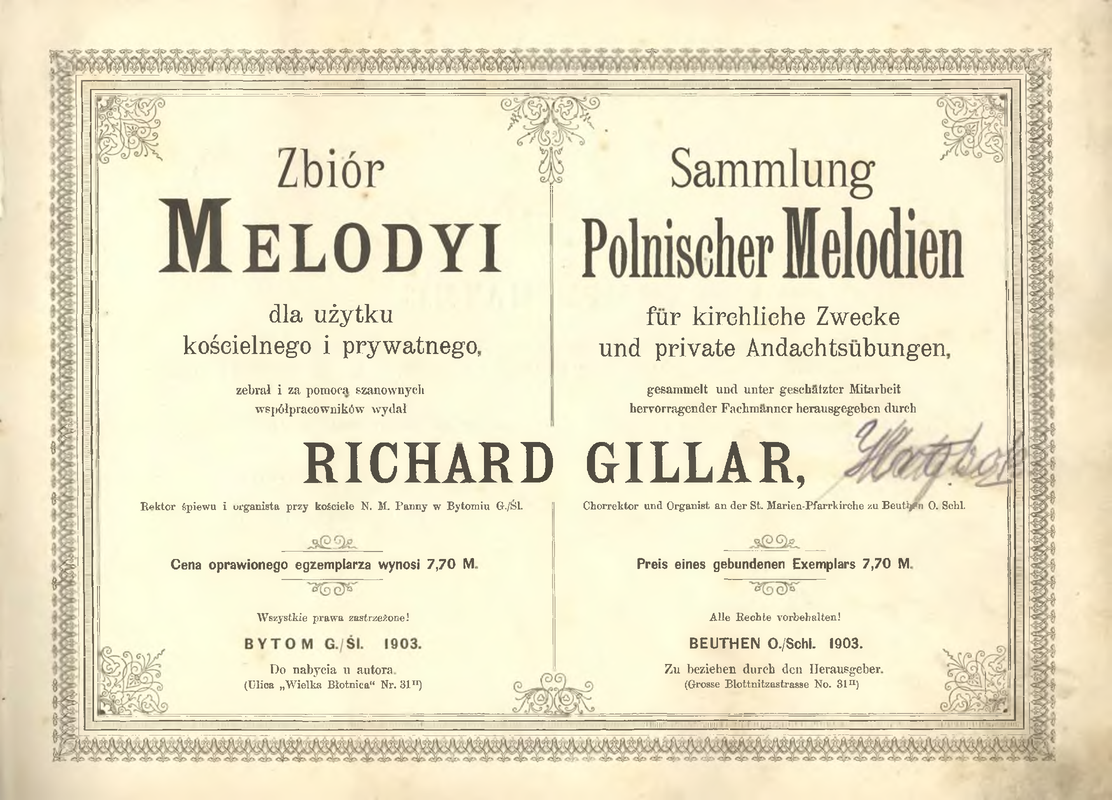 Zbiór
MELODYI
dla użytku
kościelnego i prywatnego,
zebrał i za pomocą szanownych
współpracowników wydał
Sammlung
Polnischer Melodien
für kirchliche Zwecke
und private Andachtsübungen,
gesammelt und unter geschätzter Mitarbeit
hervorragender Fachmänner herausgegeben durch
RICHARD GILLAR,
Rektor śpiewu i organista przy kościele N. M. Panny w Bytomiu G./Śl.
Cena oprawionego egzemplarza wynosi 7,70 M.
Wszystkie prawa zastrzeżone!
BYTOM G./Śl. 1903.
Do nabycia u autora.
(Ulica „Wielka Błotnica“ Nr. 31ᴵᴵ)
Chorrektor und Organist an der St. Marien-Pfarrkirche zu Beuthen O. Schl.
Preis eines gebundenen Exemplars 7,70 M.
Alle Rechte vorbehalten!
BEUTHEN O./Schl. 1903.
Zu beziehen durch den Herausgeber.
(Grosse Blottnitzastrasse No. 31ᴵᴵ)